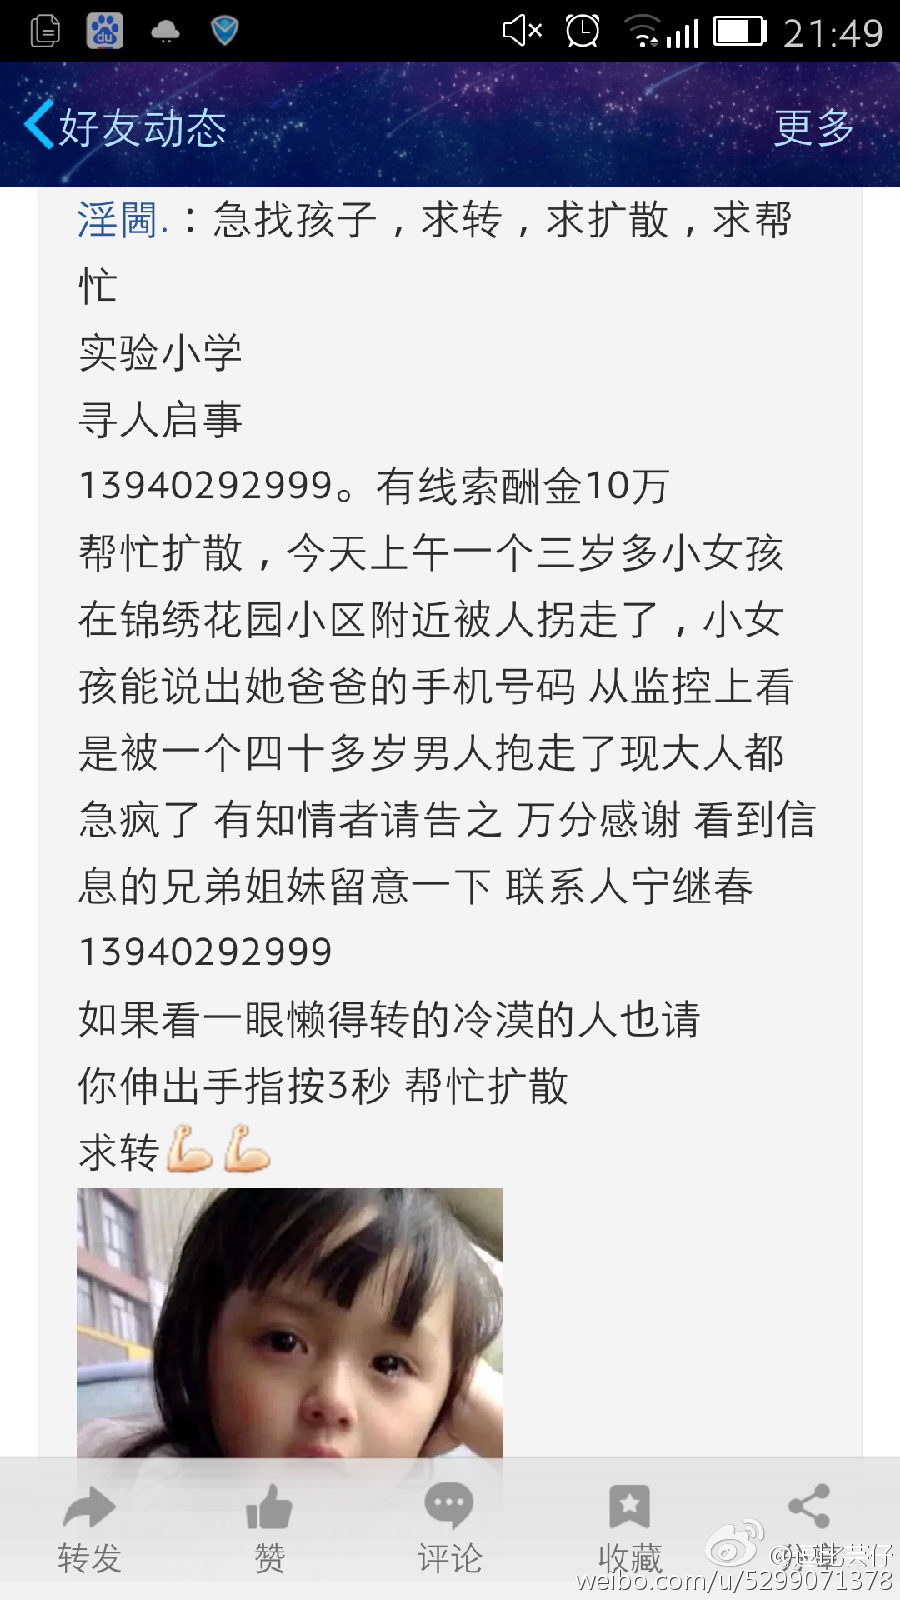 21:49
好友动态 更多
淫閫.：急找孩子，求转，求扩散，求帮
忙
实验小学
寻人启事
13940292999。有线索酬金10万
帮忙扩散，今天上午一个三岁多小女孩
在锦绣花园小区附近被人拐走了，小女
孩能说出她爸爸的手机号码 从监控上看
是被一个四十多岁男人抱走了现大人都
急疯了 有知情者请告之 万分感谢 看到信
息的兄弟姐妹留意一下 联系人宁继春
13940292999
如果看一眼懒得转的冷漠的人也请
你伸出手指按3秒 帮忙扩散
求转💪🏻💪🏻
转发 赞 评论 收藏
weibo.com/u/5299071378